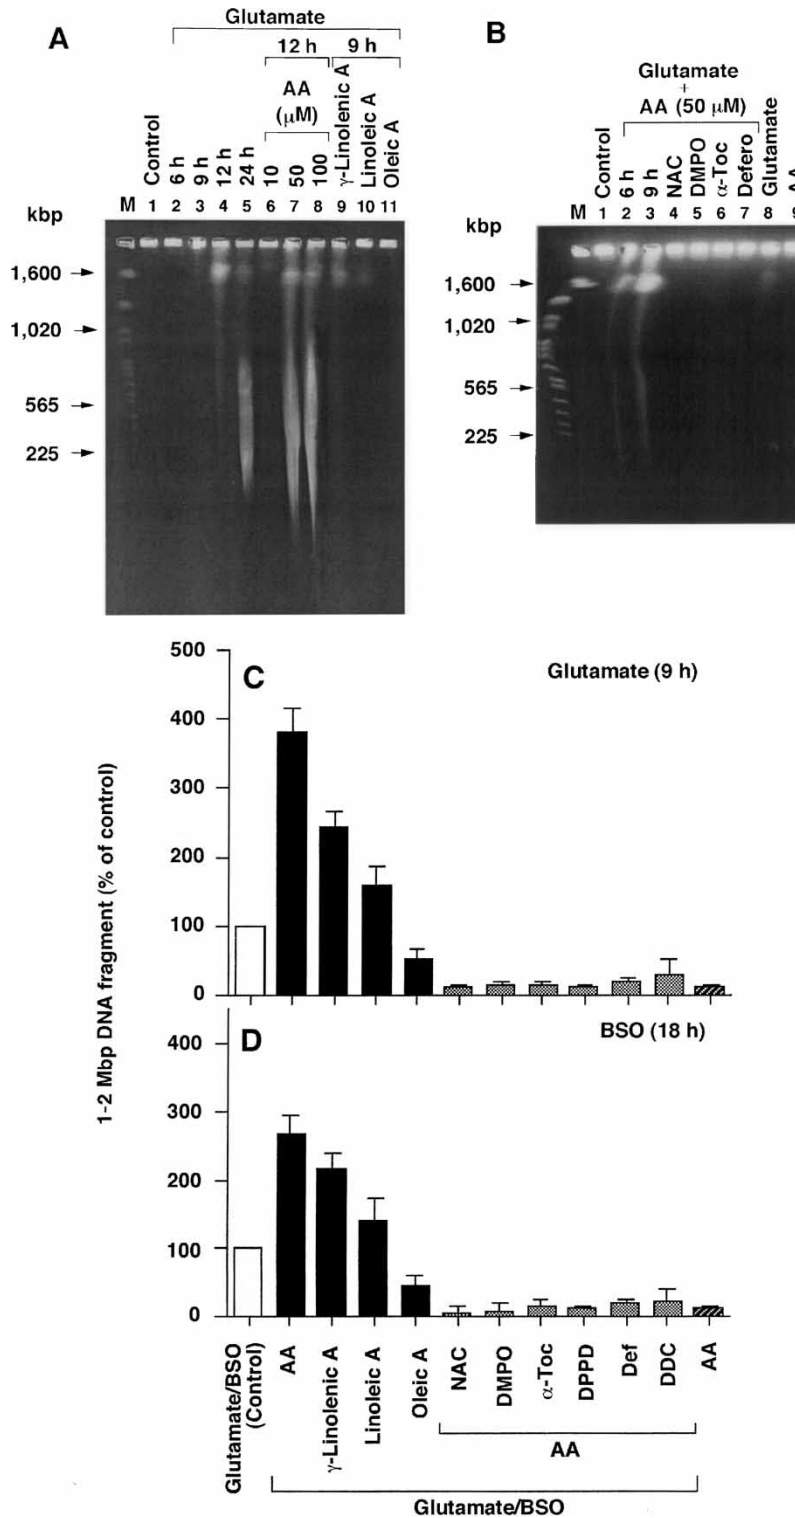 A
Glutamate
12 h
9 h
AA
(μM)
kbp
M
Control
6 h
9 h
12 h
24 h
10
50
100
γ-Linolenic A
Linoleic A
Oleic A
1 2 3 4 5 6 7 8 9 10 11
1,600
1,020
565
225
B
Glutamate
+
AA (50 μM)
kbp
M
Control
6 h
9 h
NAC
DMPO
α-Toc
Defero
Glutamate
AA
1 2 3 4 5 6 7 8 9
1,600
1,020
565
225
1-2 Mbp DNA fragment (% of control)
C
Glutamate (9 h)
500
400
300
200
100
0
D
BSO (18 h)
400
300
200
100
0
Glutamate/BSO
(Control)
AA
γ-Linolenic A
Linoleic A
Oleic A
NAC
DMPO
α-Toc
DPPD
Def
DDC
AA
AA
Glutamate/BSO